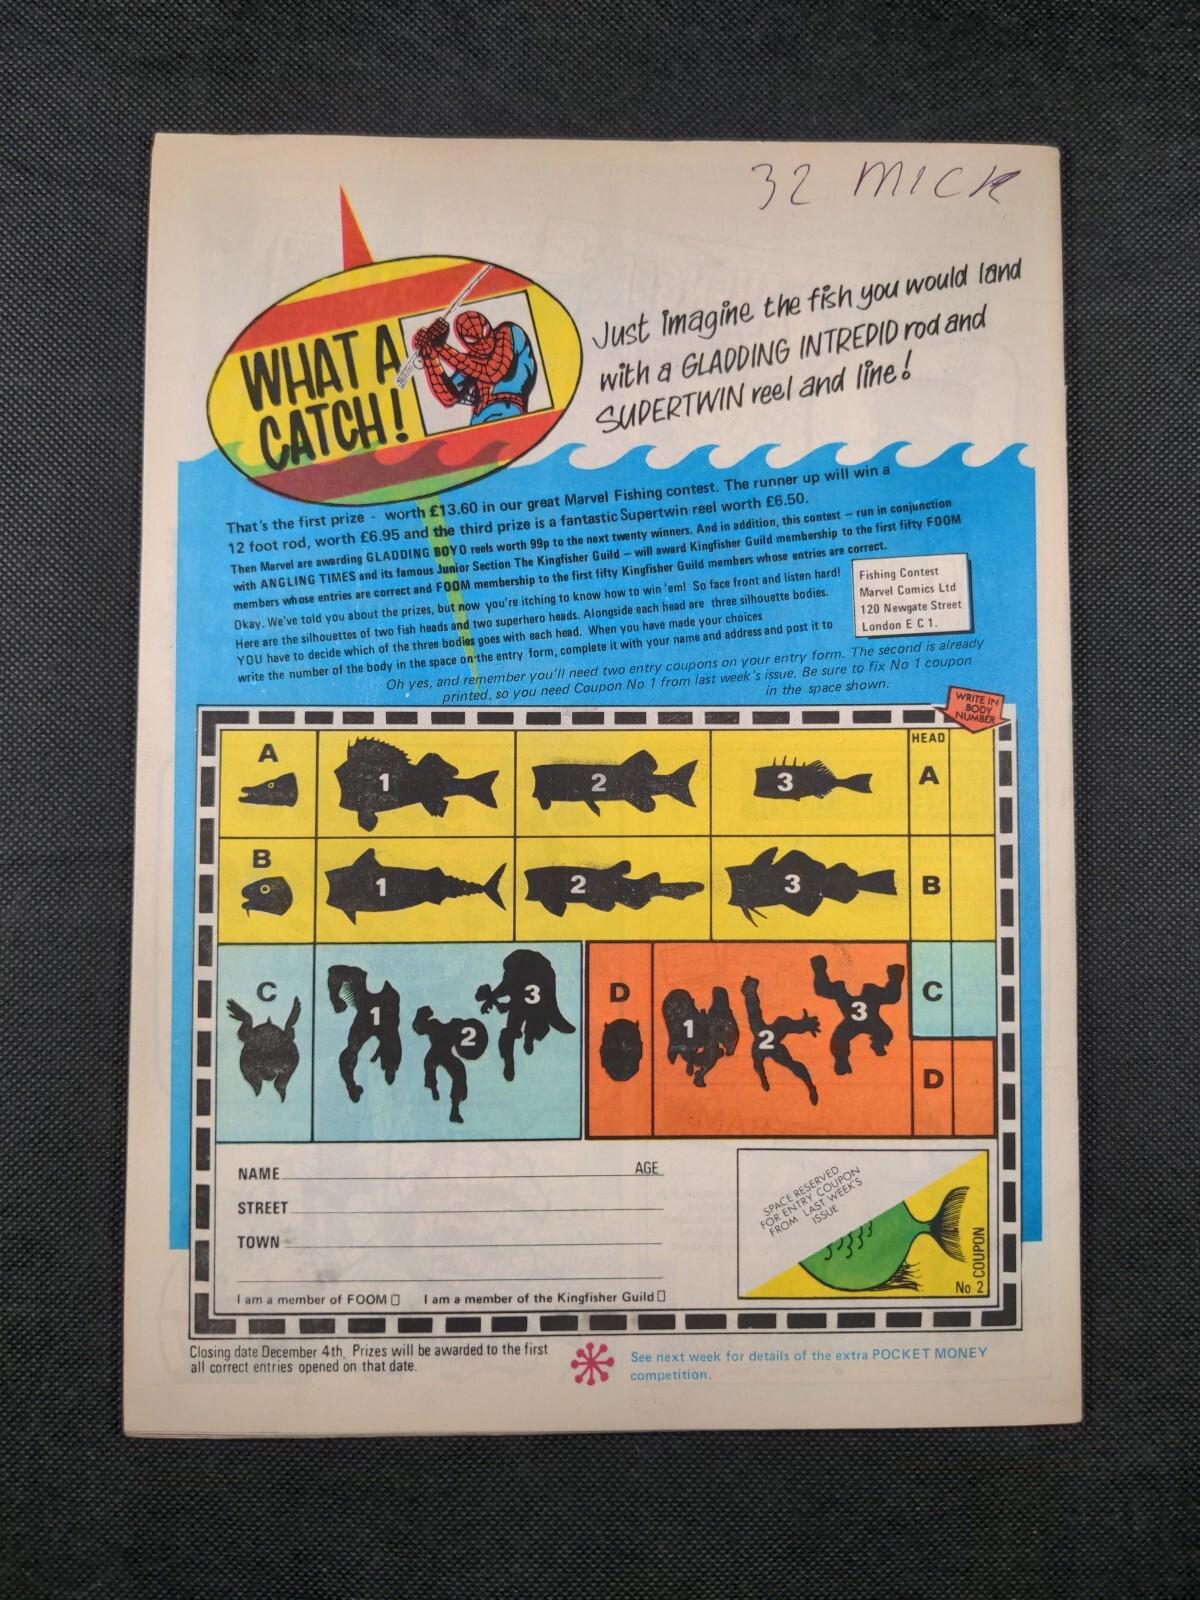 32 MICK
WHAT A
CATCH!
Just imagine the fish you would land
with a GLADDING INTREPID rod and
SUPERTWIN reel and line!
That's the first prize - worth £13.60 in our great Marvel Fishing contest. The runner up will win a
12 foot rod, worth £6.95 and the third prize is a fantastic Supertwin reel worth £6.50.
Then Marvel are awarding GLADDING BOYO reels worth 99p to the next twenty winners. And in addition, this contest – run in conjunction
with ANGLING TIMES and its famous Junior Section The Kingfisher Guild – will award Kingfisher Guild membership to the first fifty FOOM
members whose entries are correct and FOOM membership to the first fifty Kingfisher Guild members whose entries are correct.
Okay. We've told you about the prizes, but now you're itching to know how to win 'em! So face front and listen hard!
Here are the silhouettes of two fish heads and two superhero heads. Alongside each head are three silhouette bodies.
YOU have to decide which of the three bodies goes with each head. When you have made your choices
write the number of the body in the space on the entry form, complete it with your name and address and post it to
Fishing Contest
Marvel Comics Ltd
120 Newgate Street
London E C 1.
Oh yes, and remember you'll need two entry coupons on your entry form. The second is already
printed, so you need Coupon No 1 from last week's issue. Be sure to fix No 1 coupon
in the space shown.
WRITE IN
BODY
NUMBER
HEAD
A
1
2
3
A
B
1
2
3
B
C
1
2
3
D
1
2
3
C
D
NAME
AGE
STREET
TOWN
I am a member of FOOM
I am a member of the Kingfisher Guild
SPACE RESERVED
FOR ENTRY COUPON
FROM LAST WEEK'S
ISSUE
No 2 COUPON
Closing date December 4th. Prizes will be awarded to the first
all correct entries opened on that date.
See next week for details of the extra POCKET MONEY
competition.